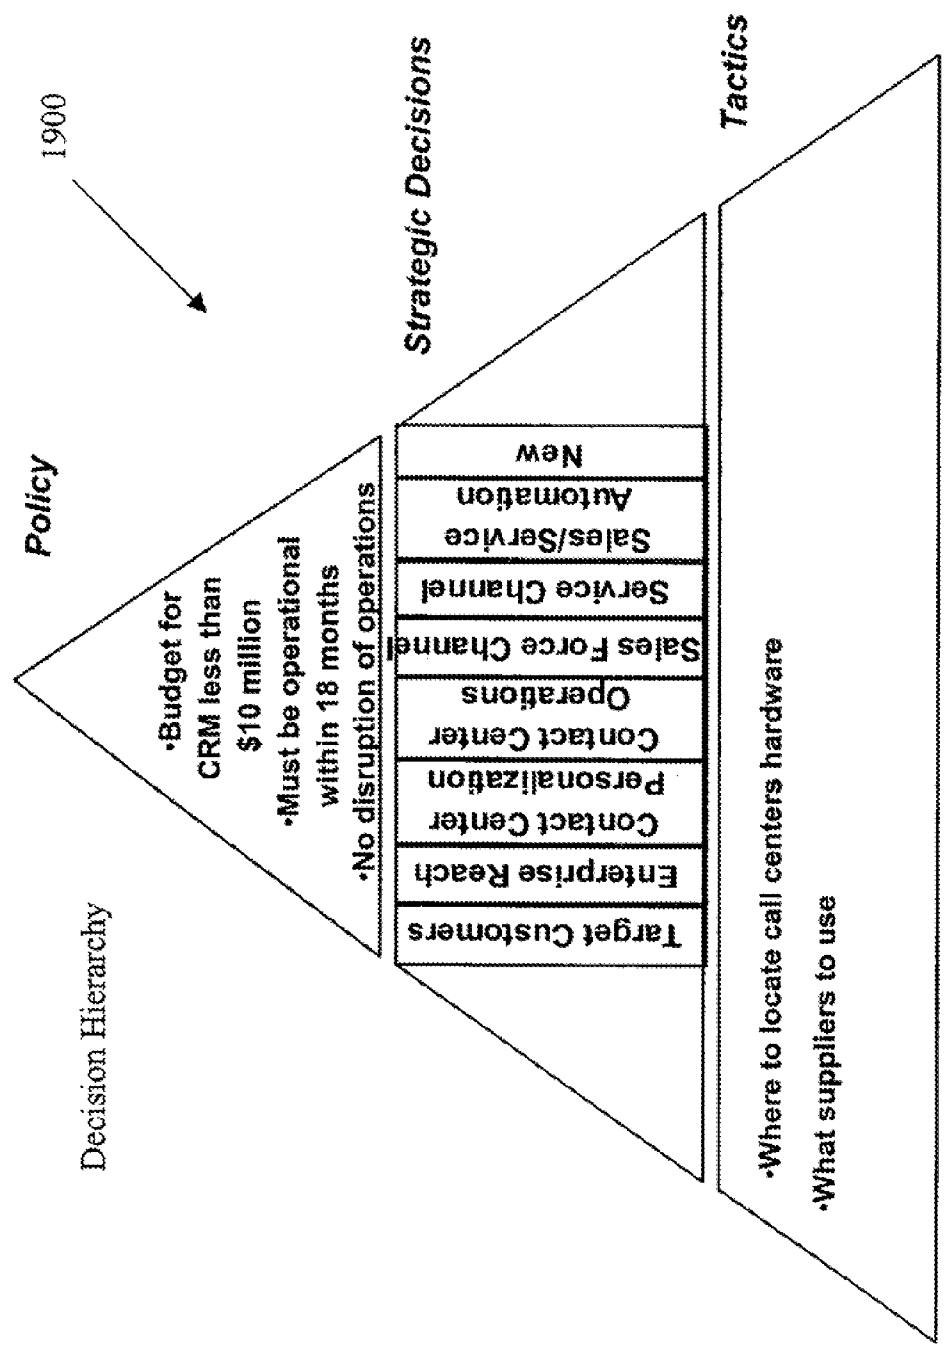 Decision Hierarchy
1900
Policy
•Budget for
CRM less than
$10 million
•Must be operational
within 18 months
•No disruption of operations
Strategic Decisions
Target Customers
Enterprise Reach
Contact Center
Personalization
Contact Center
Operations
Sales Force Channel
Service Channel
Sales/Service
Automation
New
Tactics
•Where to locate call centers hardware
•What suppliers to use